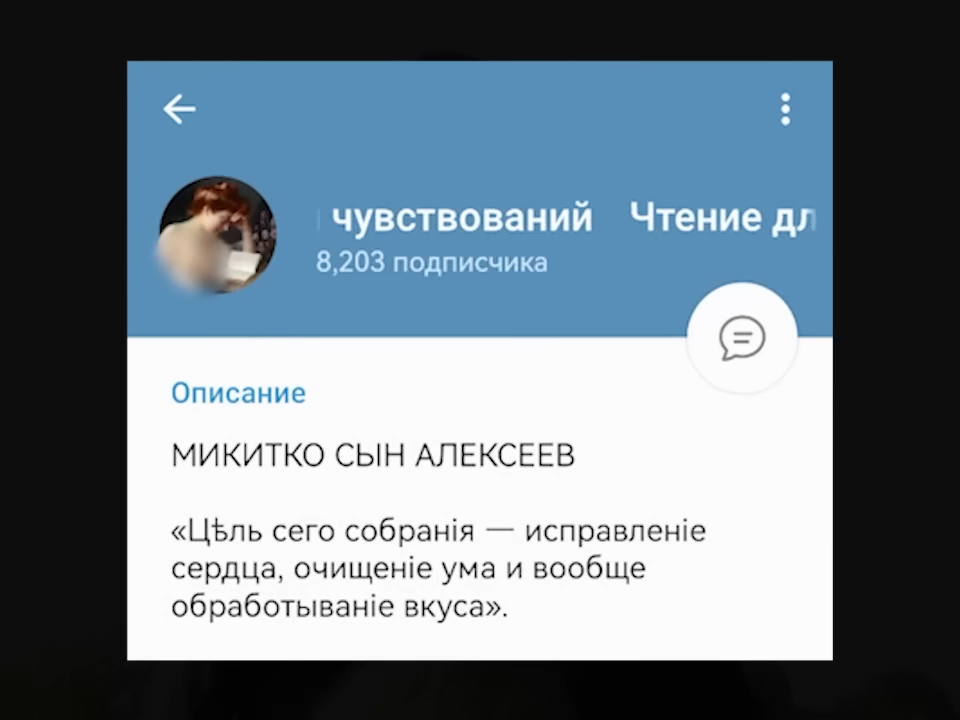 чувствований Чтение
8,203 подписчика
Описание
МИКИТКО СЫН АЛЕКСЕЕВ
«Цѣль сего собранія — исправленіе
сердца, очищеніе ума и вообще
обработываніе вкуса».